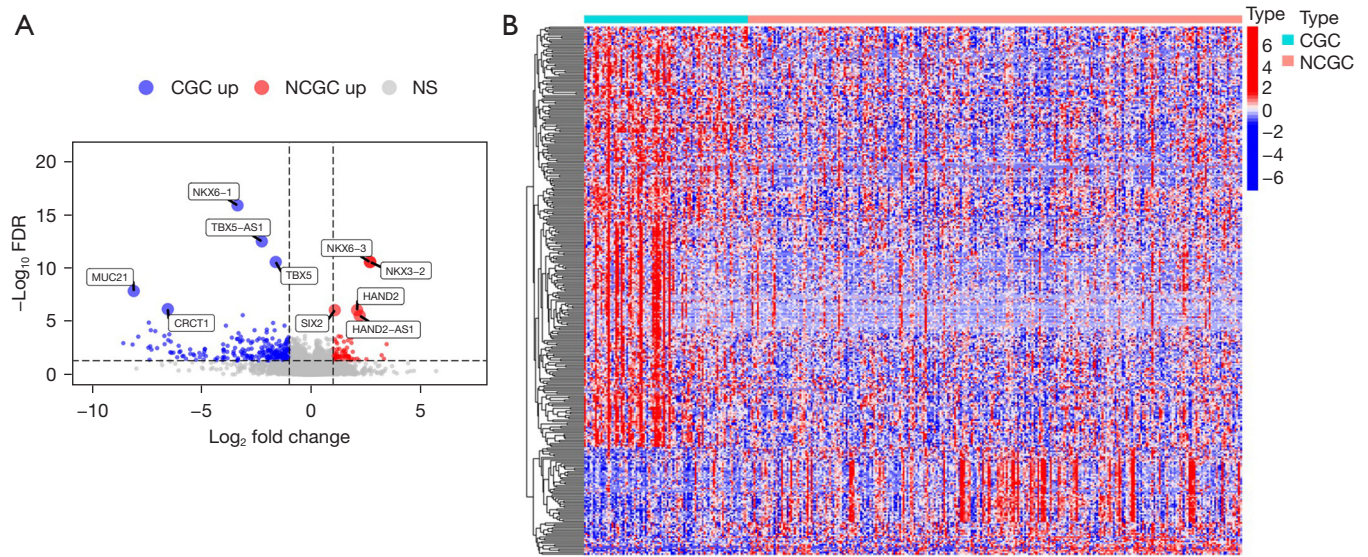 A
CGC up
NCGC up
NS
20
15
10
5
0
−Log₁₀ FDR
NKX6−1
TBX5−AS1
TBX5
MUC21
CRCT1
NKX6−3
NKX3−2
HAND2
SIX2
HAND2−AS1
−10
−5
0
5
Log₂ fold change
B
Type
6
4
2
0
−2
−4
−6
Type
CGC
NCGC